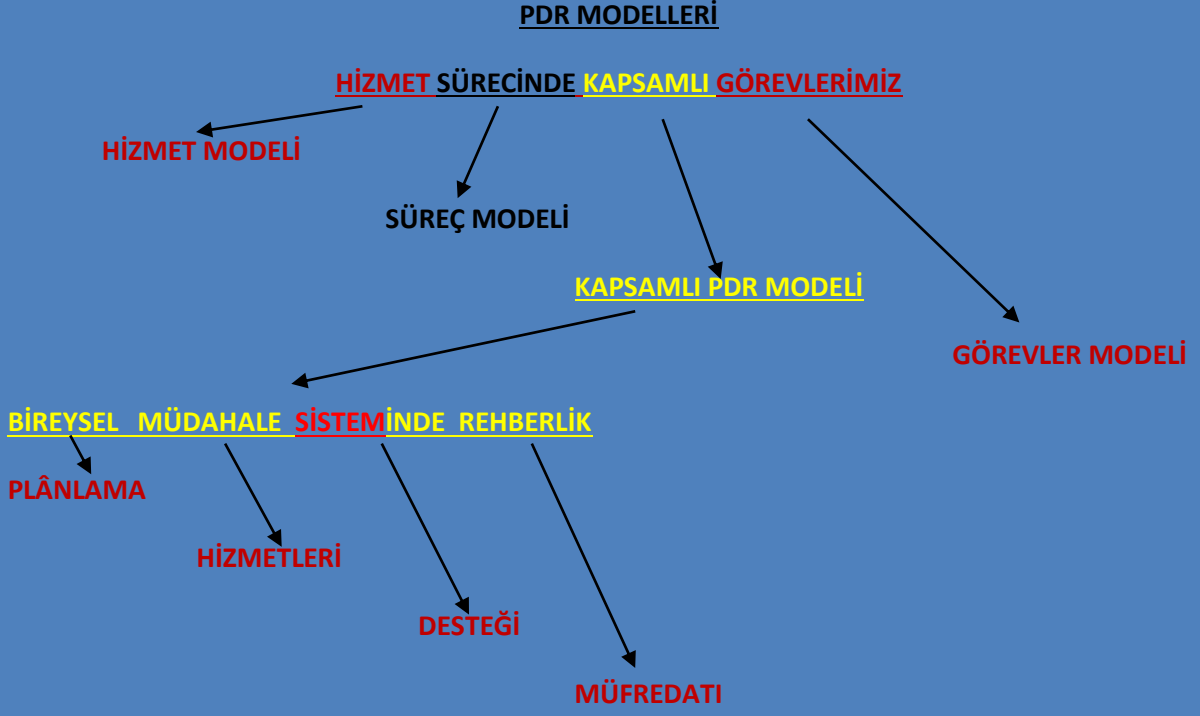 PDR MODELLERİ
HİZMET SÜRECİNDE KAPSAMLI GÖREVLERİMİZ
HİZMET MODELİ
SÜREÇ MODELİ
KAPSAMLI PDR MODELİ
GÖREVLER MODELİ
BİREYSEL MÜDAHALE SİSTEMİNDE REHBERLİK
PLÂNLAMA
HİZMETLERİ
DESTEĞİ
MÜFREDATI